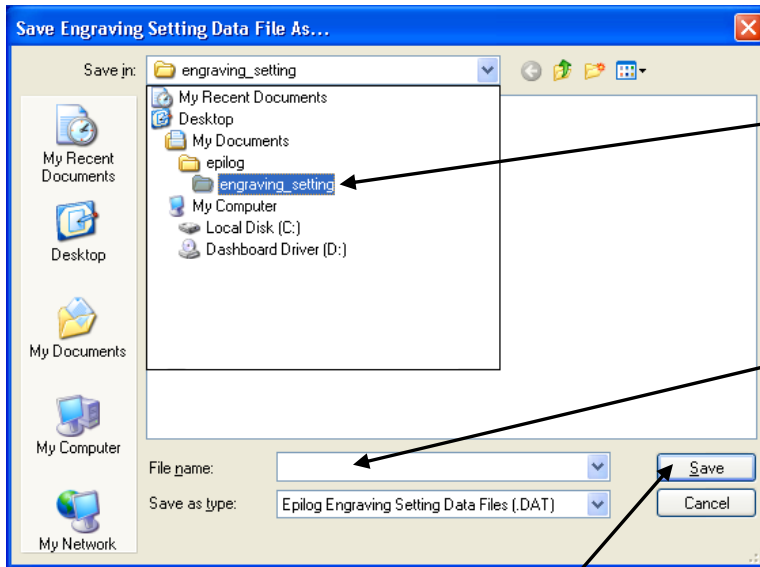 Save Engraving Setting Data File As...
Save in:
engraving_setting
My Recent Documents
Desktop
My Documents
epilog
engraving_setting
My Computer
Local Disk (C:)
Dashboard Driver (D:)
My Recent
Documents
Desktop
My Documents
My Computer
My Network
File name:
Save
Save as type:
Epilog Engraving Setting Data Files (.DAT)
Cancel